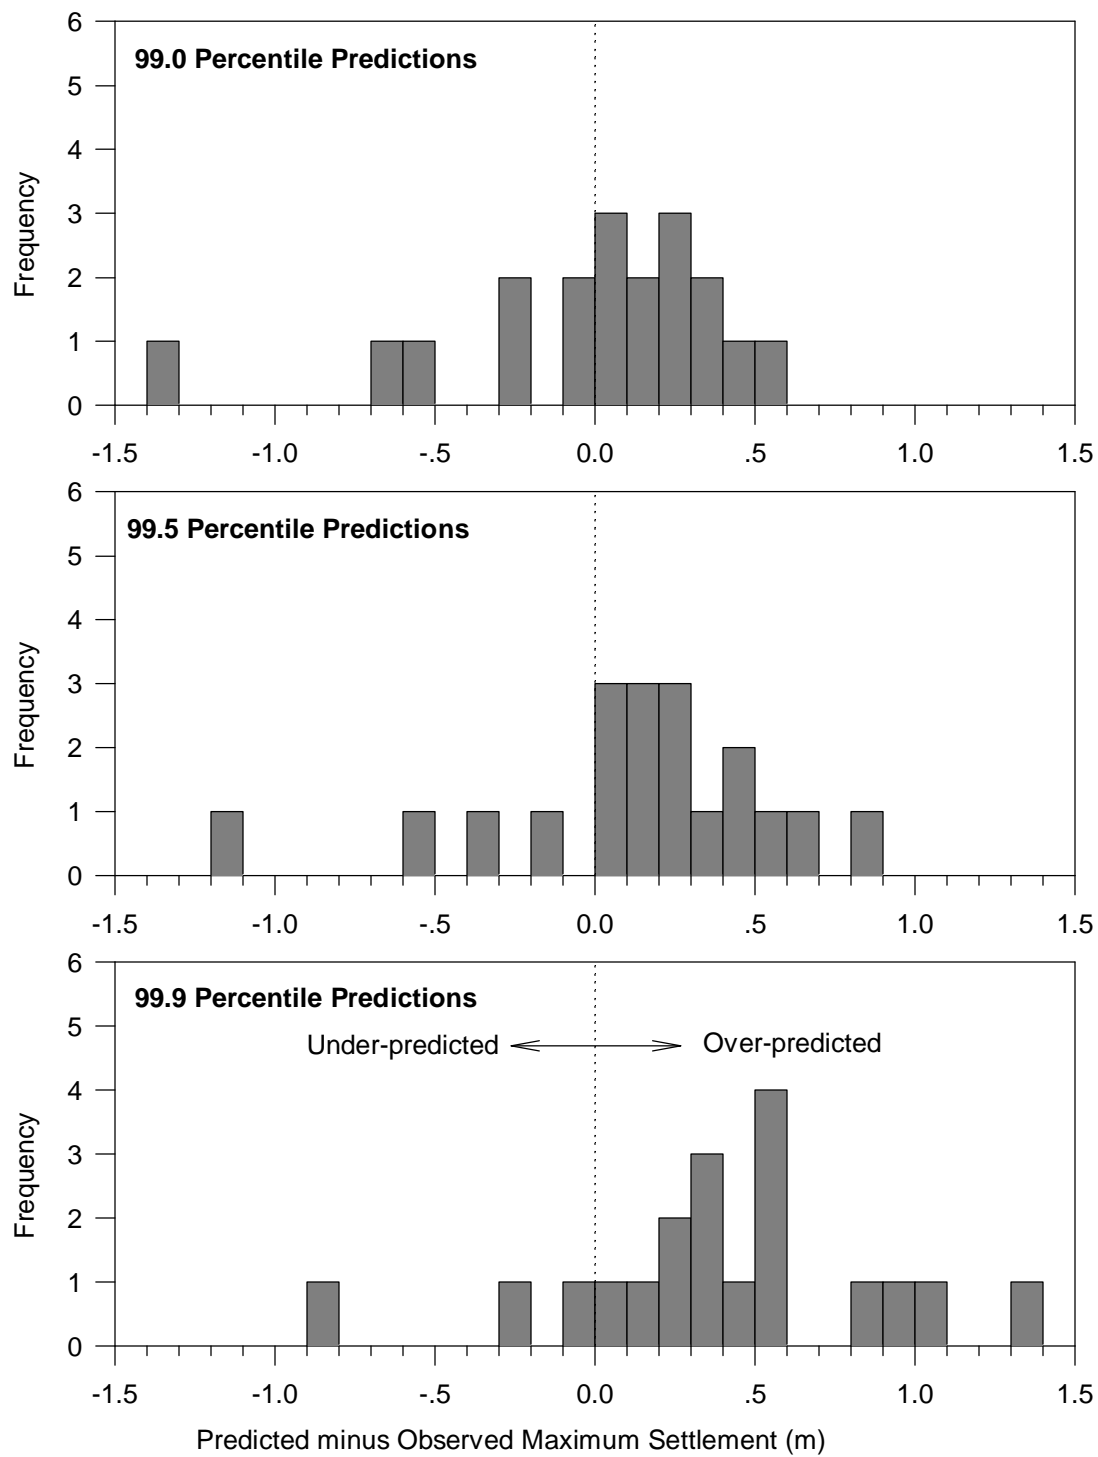 99.0 Percentile Predictions
Frequency
6
5
4
3
2
1
0
-1.5 -1.0 -.5 0.0 .5 1.0 1.5
99.5 Percentile Predictions
Frequency
6
5
4
3
2
1
0
-1.5 -1.0 -.5 0.0 .5 1.0 1.5
99.9 Percentile Predictions
Under-predicted Over-predicted
Frequency
6
5
4
3
2
1
0
-1.5 -1.0 -.5 0.0 .5 1.0 1.5
Predicted minus Observed Maximum Settlement (m)